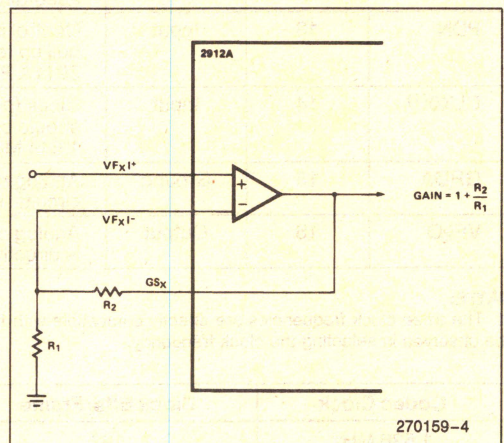 2912A
VFXI+
VFXI-
GAIN = 1 + R2/R1
GSX
R2
R1
270159-4